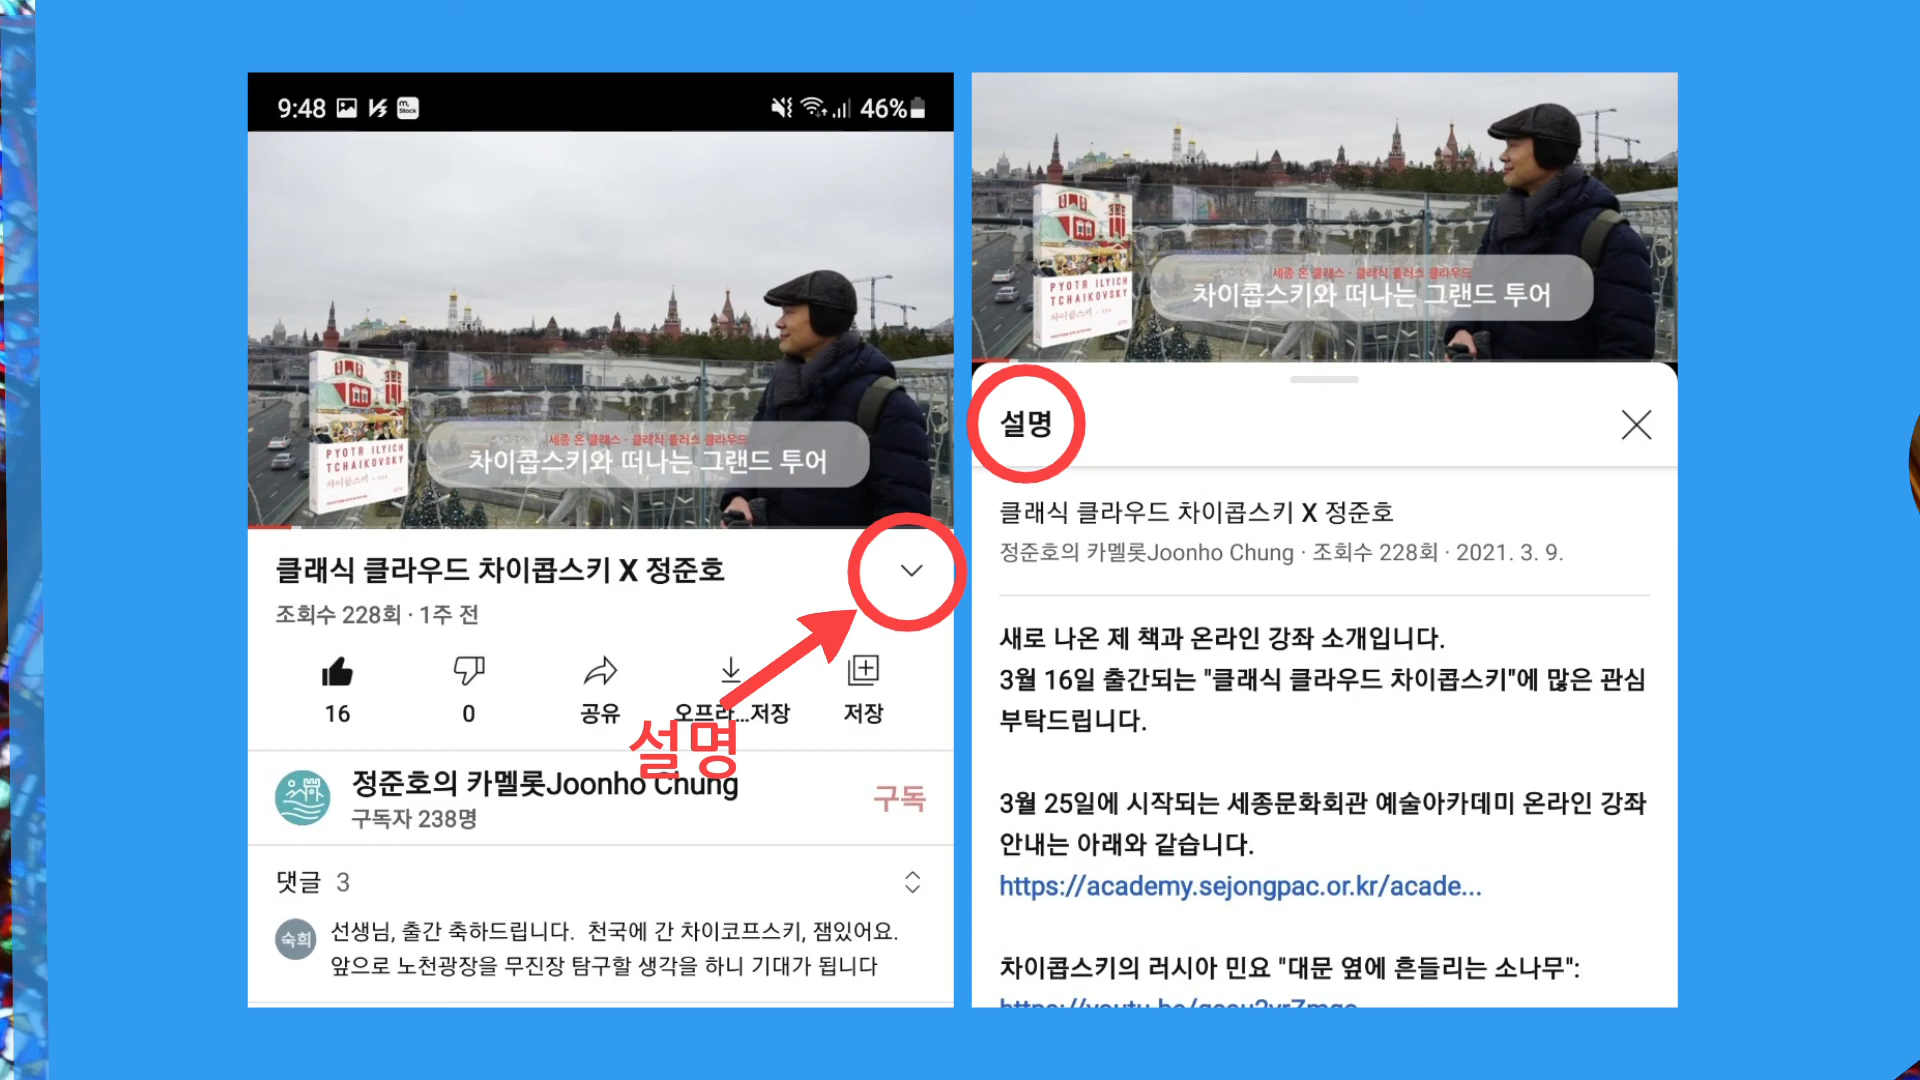 9:48
m.Stock
46%
PYOTR ILYICH
TCHAIKOVSKY
차이콥스키
세종 온 클래스 - 클래식 플러스 클라우드
차이콥스키와 떠나는 그랜드 투어
클래식 클라우드 차이콥스키 X 정준호
조회수 228회 · 1주 전
16
0
공유
오프라...저장
저장
설명
정준호의 카멜롯Joonho Chung
구독자 238명
구독
댓글 3
숙희
선생님, 출간 축하드립니다. 천국에 간 차이코프스키, 잼있어요.
앞으로 노천광장을 무진장 탐구할 생각을 하니 기대가 됩니다
PYOTR ILYICH
TCHAIKOVSKY
차이콥스키
세종 온 클래스 - 클래식 플러스 클라우드
차이콥스키와 떠나는 그랜드 투어
설명
클래식 클라우드 차이콥스키 X 정준호
정준호의 카멜롯Joonho Chung · 조회수 228회 · 2021. 3. 9.
새로 나온 제 책과 온라인 강좌 소개입니다.
3월 16일 출간되는 "클래식 클라우드 차이콥스키"에 많은 관심
부탁드립니다.
3월 25일에 시작되는 세종문화회관 예술아카데미 온라인 강좌
안내는 아래와 같습니다.
https://academy.sejongpac.or.kr/acade...
차이콥스키의 러시아 민요 "대문 옆에 흔들리는 소나무":